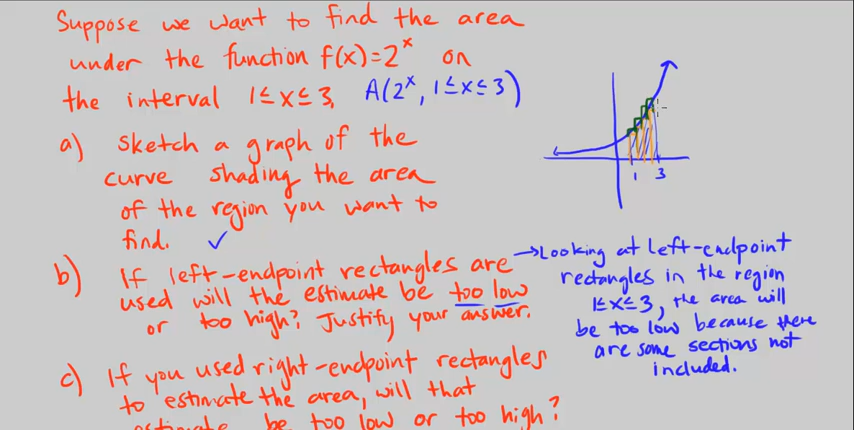 Suppose we want to find the area
under the function f(x)=2ˣ on
the interval 1≤x≤3, A(2ˣ, 1≤x≤3)
a) Sketch a graph of the
curve shading the area
of the region you want to
find. ✓
b) If left-endpoint rectangles are
used will the estimate be too low
or too high? Justify your answer.
→Looking at left-endpoint
rectangles in the region
1≤x≤3, the area will
be too low because there
are some sections not
included.
c) If you used right-endpoint rectangles
to estimate the area, will that
estimate be too low or too high?
1 3